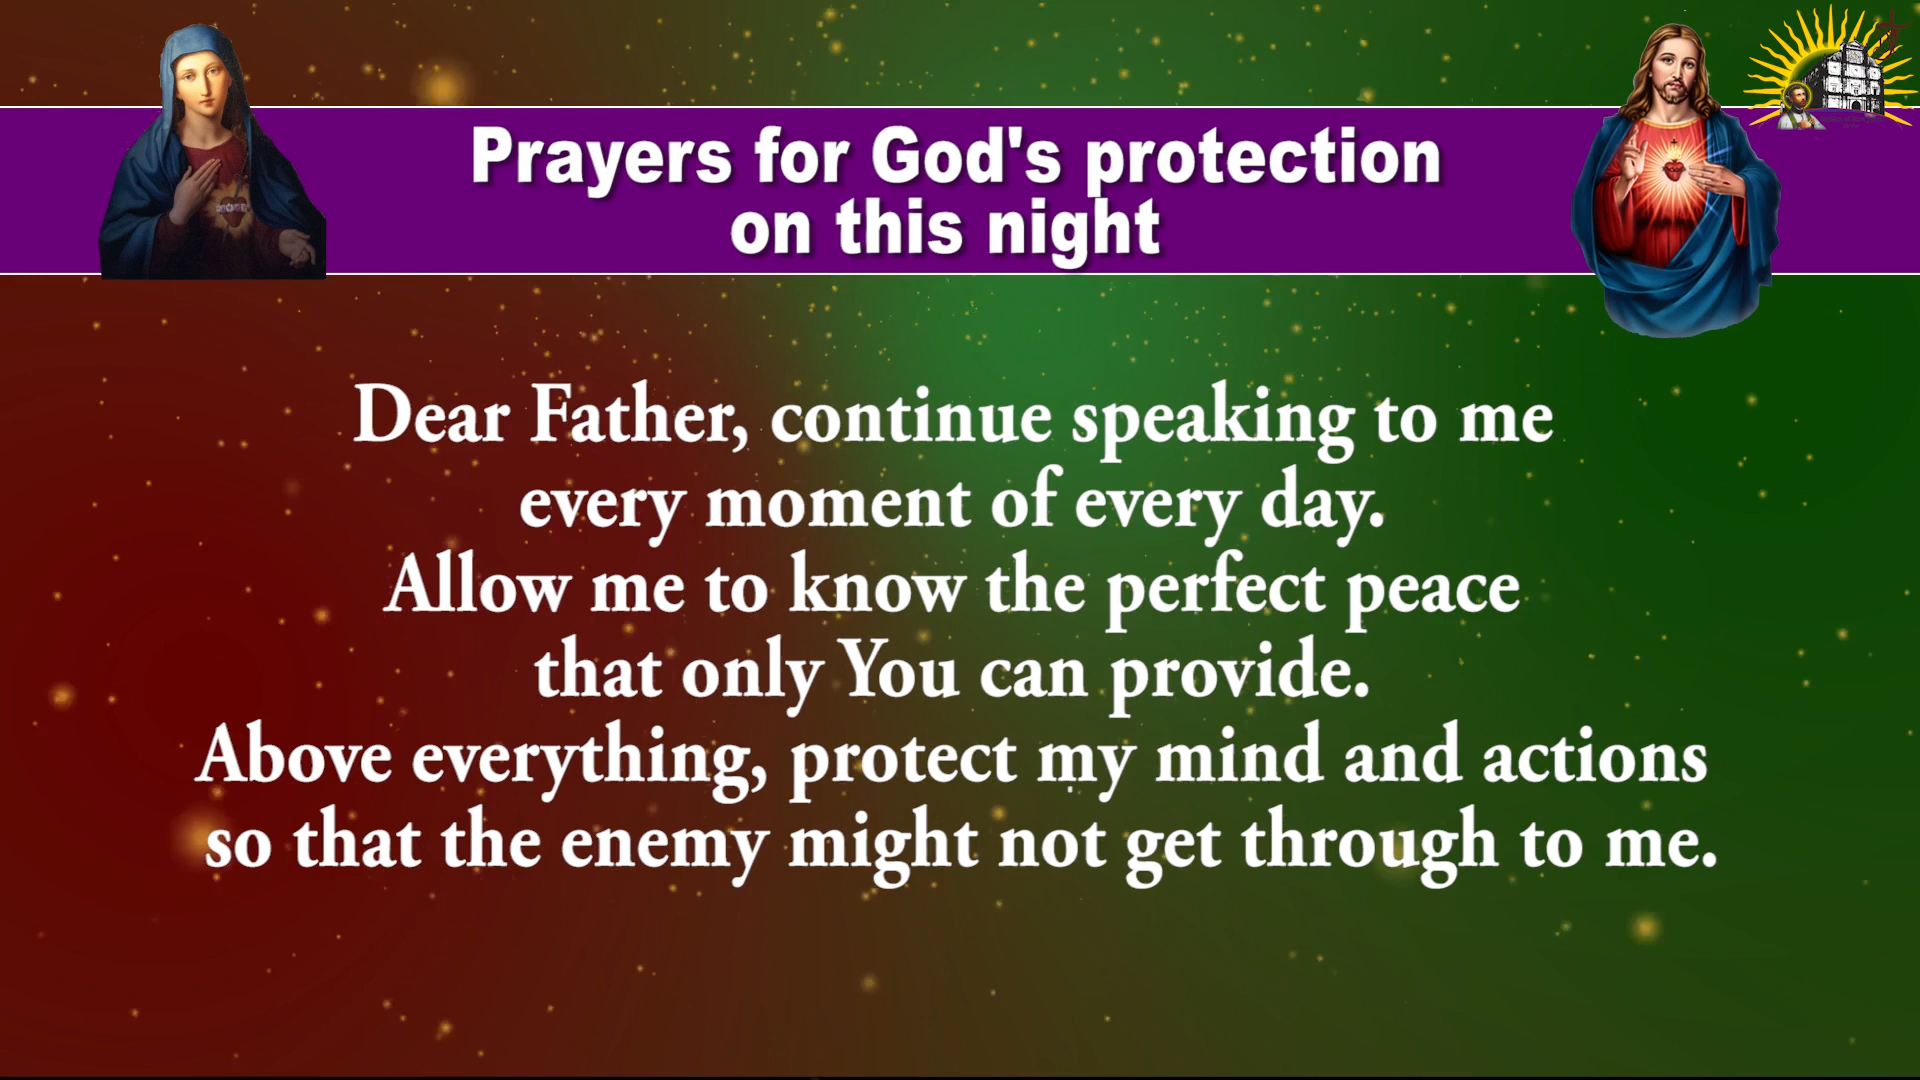 Prayers for God's protection
on this night
Dear Father, continue speaking to me
every moment of every day.
Allow me to know the perfect peace
that only You can provide.
Above everything, protect my mind and actions
so that the enemy might not get through to me.